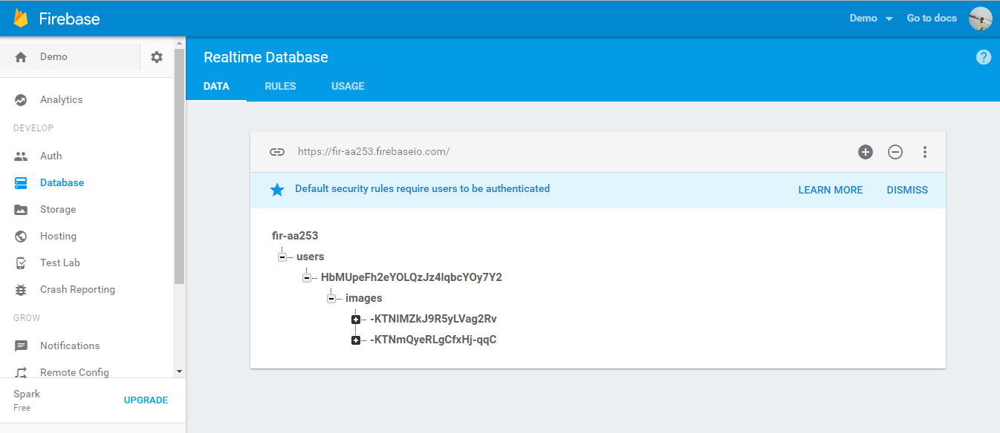 Firebase
Demo
Go to docs
Demo
Analytics
DEVELOP
Auth
Database
Storage
Hosting
Test Lab
Crash Reporting
GROW
Notifications
Remote Config
Spark
Free
UPGRADE
Realtime Database
?
DATA RULES USAGE
https://fir-aa253.firebaseio.com/
Default security rules require users to be authenticated
LEARN MORE DISMISS
fir-aa253
users
HbMUpeFh2eYOLQzJz4lqbcYOy7Y2
images
-KTNlMZkJ9R5yLVag2Rv
-KTNmQyeRLgCfxHj-qqC